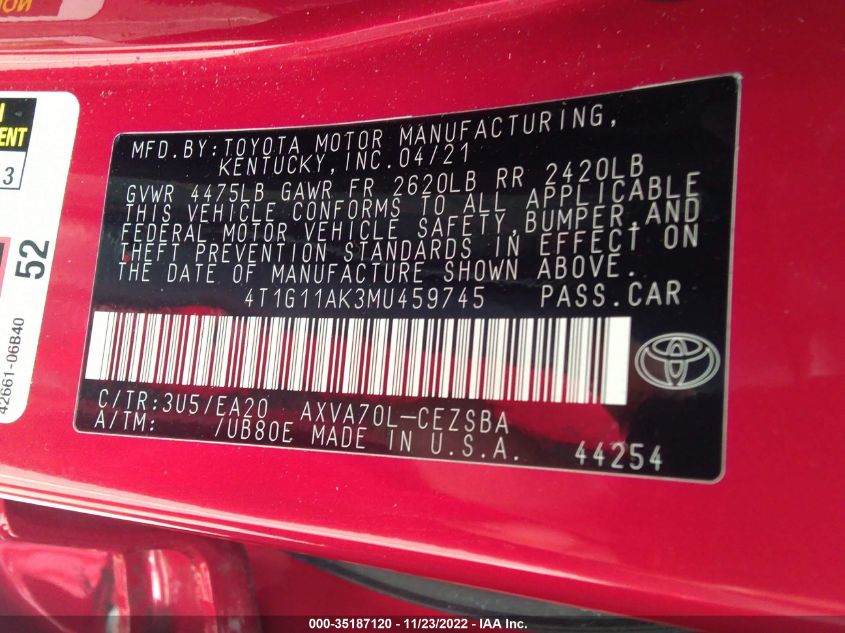 MFD.BY:TOYOTA MOTOR MANUFACTURING,
KENTUCKY,INC.04/21
GVWR 4475LB GAWR FR 2620LB RR 2420LB
THIS VEHICLE CONFORMS TO ALL APPLICABLE
FEDERAL MOTOR VEHICLE SAFETY,BUMPER,AND
THEFT PREVENTION STANDARDS IN EFFECT ON
THE DATE OF MANUFACTURE SHOWN ABOVE.
4T1G11AK3MU459745 PASS.CAR
C/TR:3U5/EA20 AXVA70L-CEZSBA
A/TM: /UB80E MADE IN U.S.A.
44254
52
42661-06B40
3
000-35187120 - 11/23/2022 - IAA Inc.